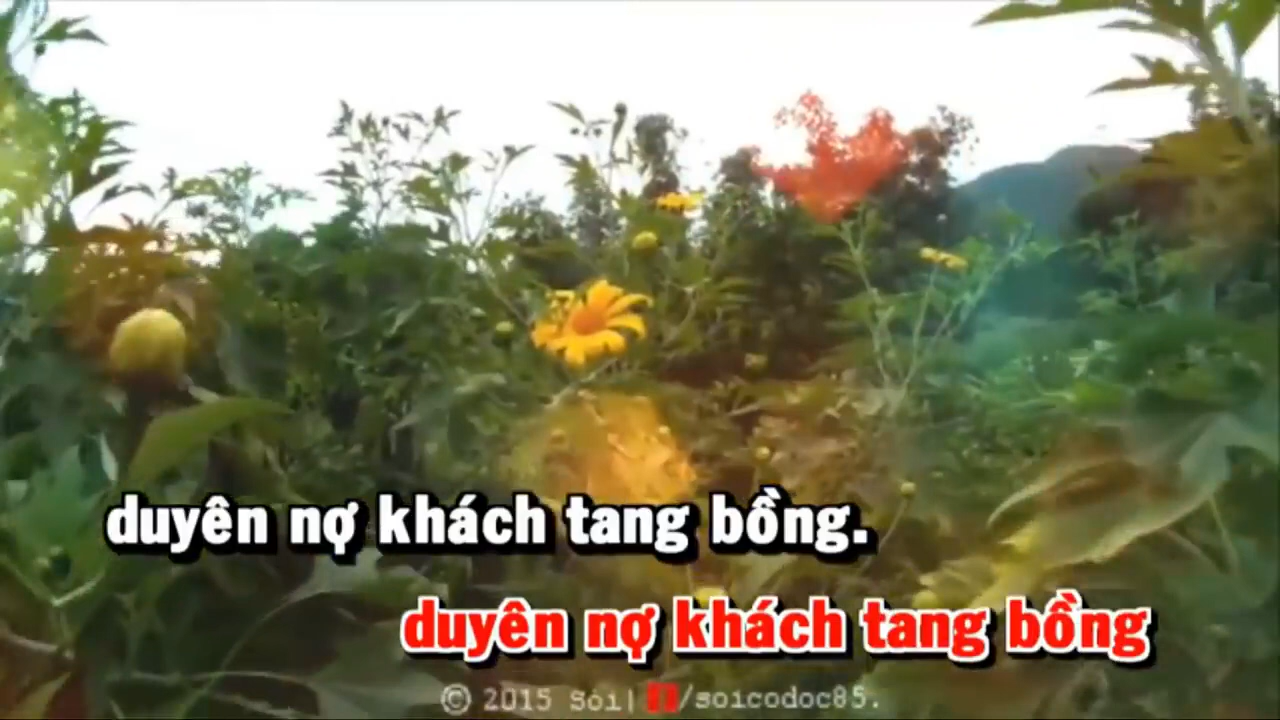 duyên nợ khách tang bồng.
duyên nợ khách tang bồng
© 2015 Sói| /soicodoc85.